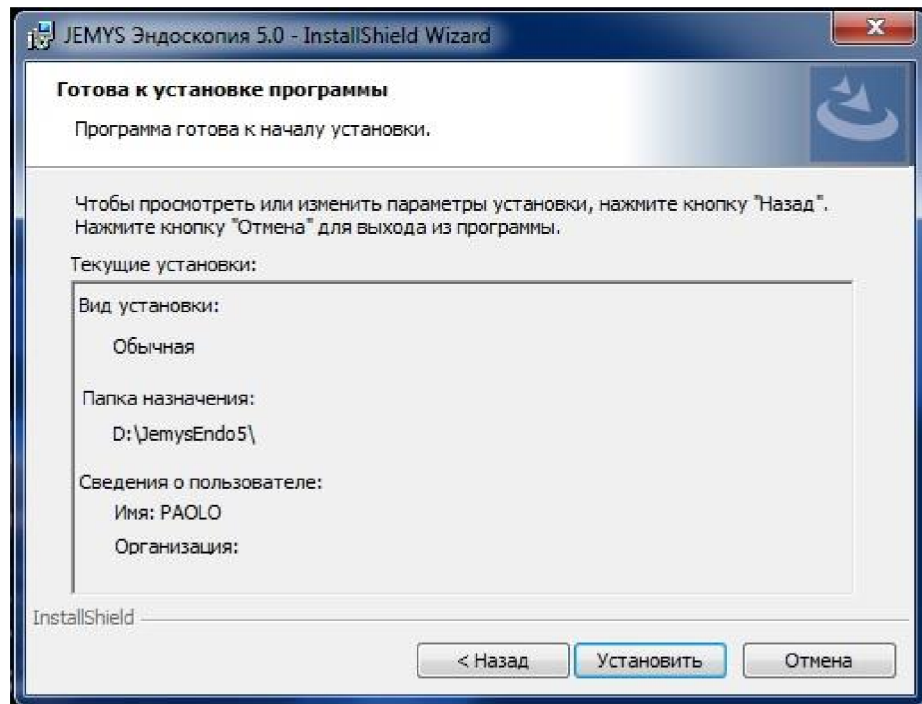 JEMYS Эндоскопия 5.0 - InstallShield Wizard
Готова к установке программы
Программа готова к началу установки.
Чтобы просмотреть или изменить параметры установки, нажмите кнопку "Назад".
Нажмите кнопку "Отмена" для выхода из программы.
Текущие установки:
Вид установки:
Обычная
Папка назначения:
D:\JemysEndo5\
Сведения о пользователе:
Имя: PAOLO
Организация:
InstallShield
< Назад Установить Отмена